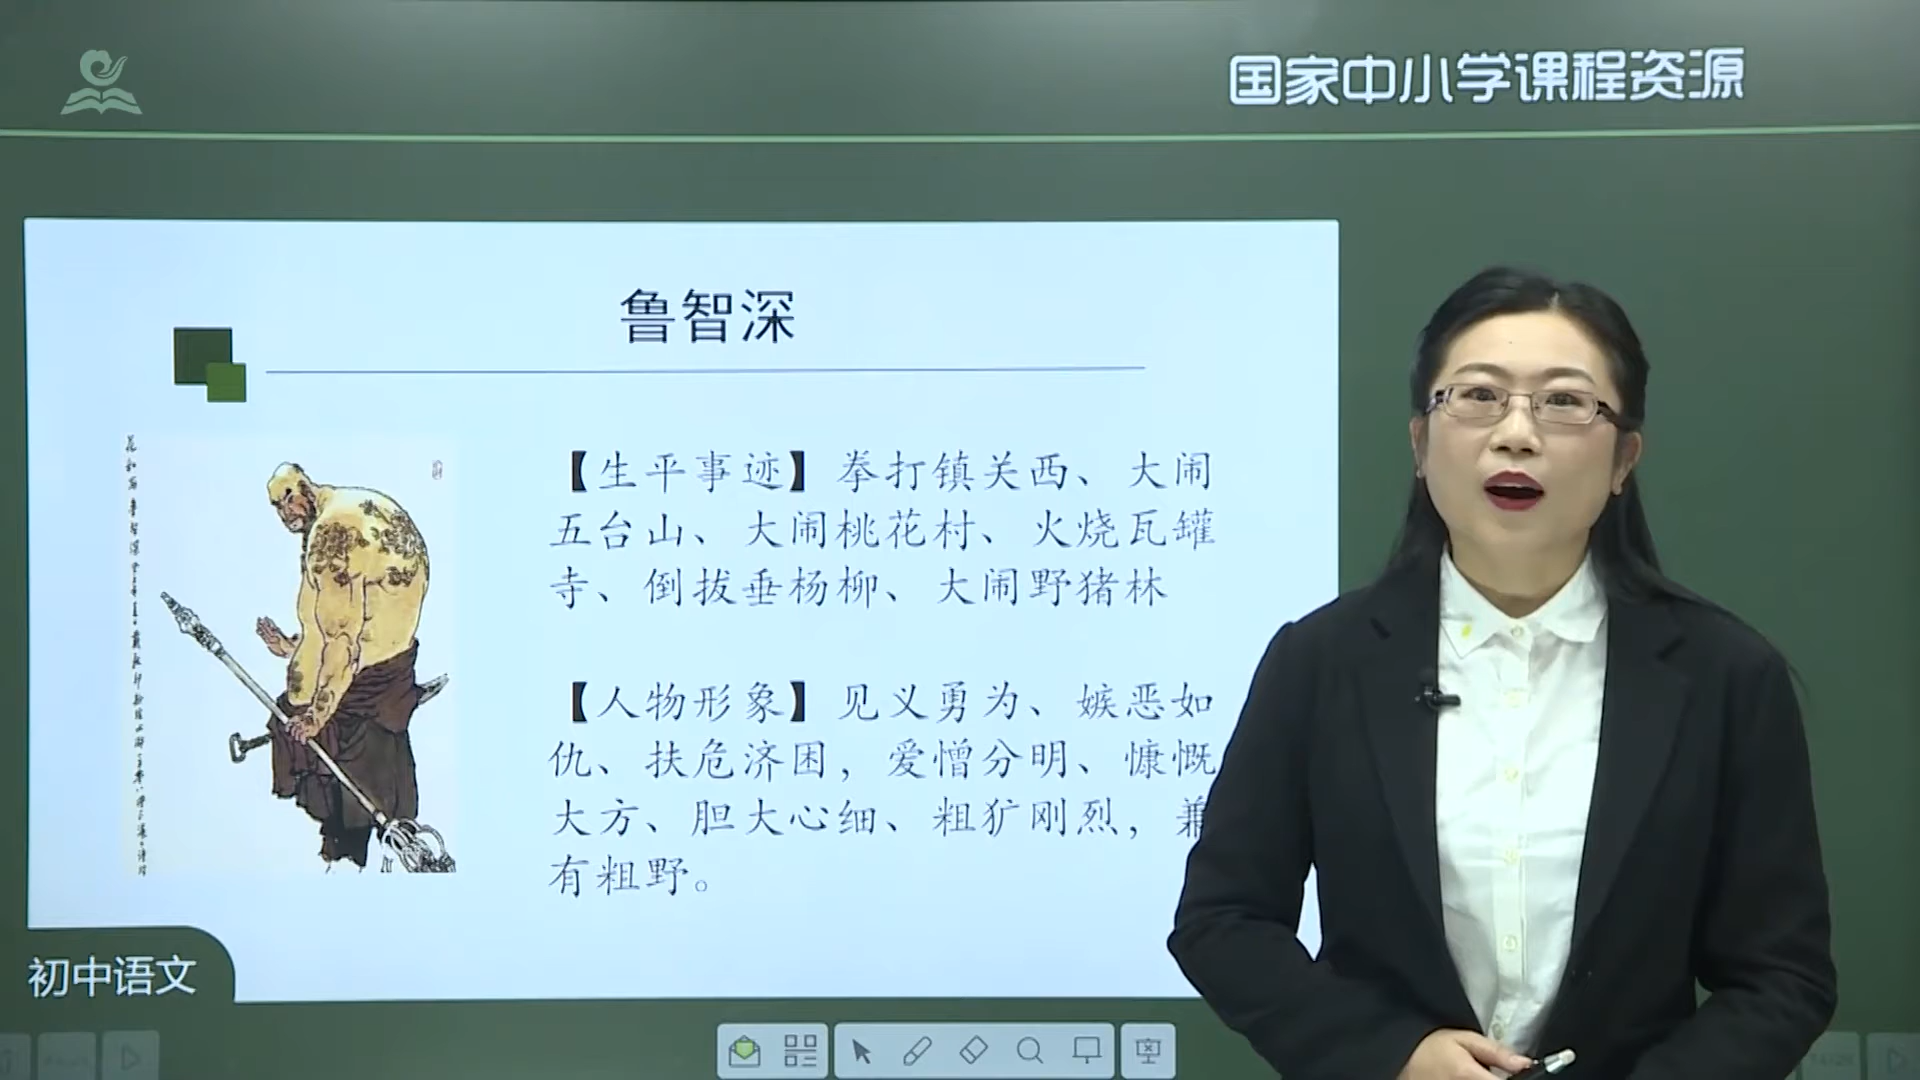 国家中小学课程资源
鲁智深
【生平事迹】拳打镇关西、大闹
五台山、大闹桃花村、火烧瓦罐
寺、倒拔垂杨柳、大闹野猪林
【人物形象】见义勇为、嫉恶如
仇、扶危济困，爱憎分明、慷慨
大方、胆大心细、粗犷刚烈，兼
有粗野。
初中语文